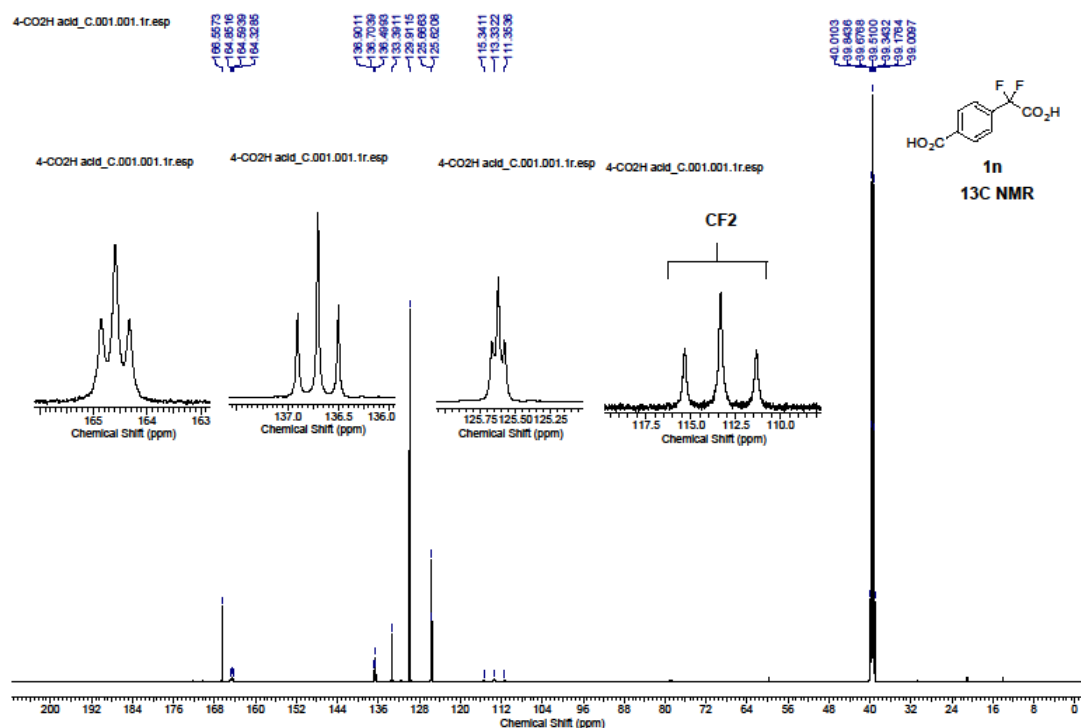 4-CO2H acid_C.001.001.1r.esp
166.5573
164.8516
164.5939
164.3285
136.9011
136.7039
136.4993
133.3911
129.9115
125.6663
125.6208
115.3411
113.3322
111.3536
40.0103
39.8436
39.6768
39.5100
39.3432
39.1764
39.0097
F F
CO2H
HO2C
1n
13C NMR
4-CO2H acid_C.001.001.1r.esp
4-CO2H acid_C.001.001.1r.esp
4-CO2H acid_C.001.001.1r.esp
4-CO2H acid_C.001.001.1r.esp
CF2
165 164 163
Chemical Shift (ppm)
137.0 136.5 136.0
Chemical Shift (ppm)
125.75 125.50 125.25
Chemical Shift (ppm)
117.5 115.0 112.5 110.0
Chemical Shift (ppm)
200 192 184 176 168 160 152 144 136 128 120 112 104 96 88 80 72 64 56 48 40 32 24 16 8 0
Chemical Shift (ppm)